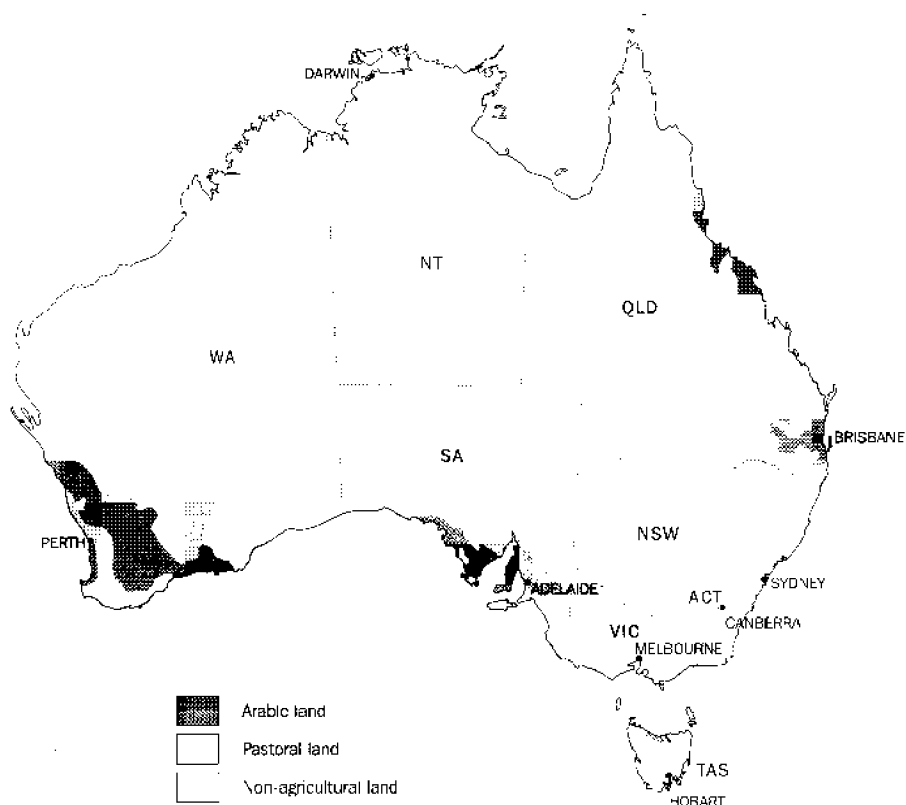 DARWIN
NT
QLD
WA
BRISBANE
SA
NSW
PERTH
SYDNEY
ADELAIDE
ACT
CANBERRA
VIC
MELBOURNE
Arable land
Pastoral land
TAS
Non-agricultural land
HOBART